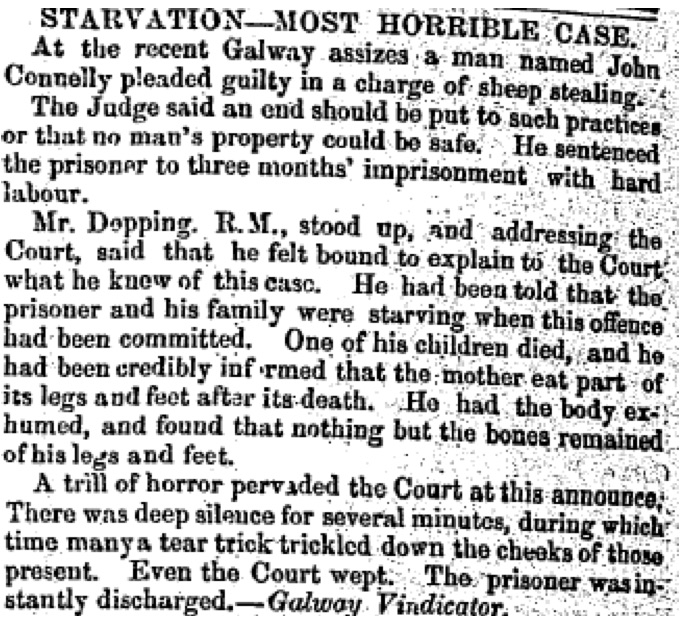 STARVATION—MOST HORRIBLE CASE.
At the recent Galway assizes a man named John
Connelly pleaded guilty in a charge of sheep stealing.
The Judge said an end should be put to such practices
or that no man's property could be safe. He sentenced
the prisoner to three months' imprisonment with hard
labour.
Mr. Dopping. R.M., stood up, and addressing the
Court, said that he felt bound to explain to the Court
what he knew of this case. He had been told that the
prisoner and his family were starving when this offence
had been committed. One of his children died, and he
had been credibly inf rmed that the mother eat part of
its legs and feet after its death. He had the body ex-
humed, and found that nothing but the bones remained
of his legs and feet.
A trill of horror pervaded the Court at this announce,
There was deep silence for several minutes, during which
time many a tear trick trickled down the cheeks of those
present. Even the Court wept. The prisoner was in-
stantly discharged.—Galway Vindicator.